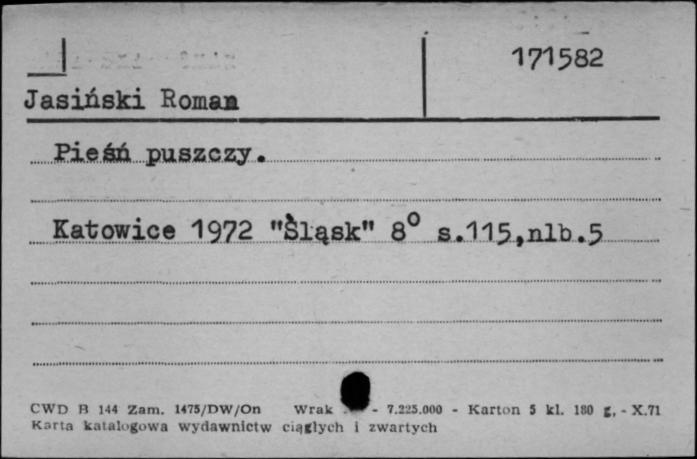 171582
Jasiński Roman
Pieśń puszczy.
Katowice 1972 "Śląsk" 8° s.115,nlb.5
CWD B 144 Zam. 1475/DW/On Wrak - 7.225.000 - Karton 5 kl. 180 g. - X.71
Karta katalogowa wydawnictw ciągłych i zwartych